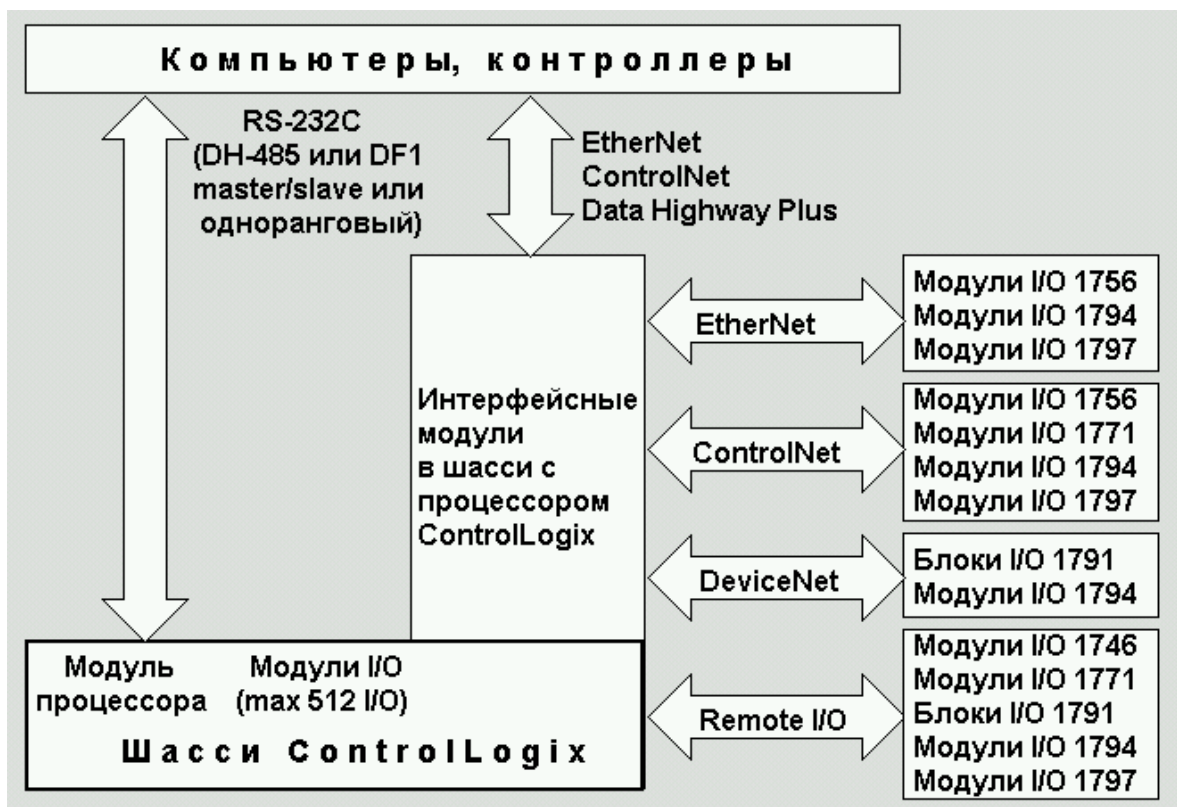 Компьютеры, контроллеры
RS-232C
(DH-485 или DF1
master/slave или
одноранговый)
EtherNet
ControlNet
Data Highway Plus
Интерфейсные
модули
в шасси с
процессором
ControlLogix
EtherNet
Модули I/O 1756
Модули I/O 1794
Модули I/O 1797
ControlNet
Модули I/O 1756
Модули I/O 1771
Модули I/O 1794
Модули I/O 1797
DeviceNet
Блоки I/O 1791
Модули I/O 1794
Remote I/O
Модули I/O 1746
Модули I/O 1771
Блоки I/O 1791
Модули I/O 1794
Модули I/O 1797
Модуль
процессора
Модули I/O
(max 512 I/O)
Шасси ControlLogix